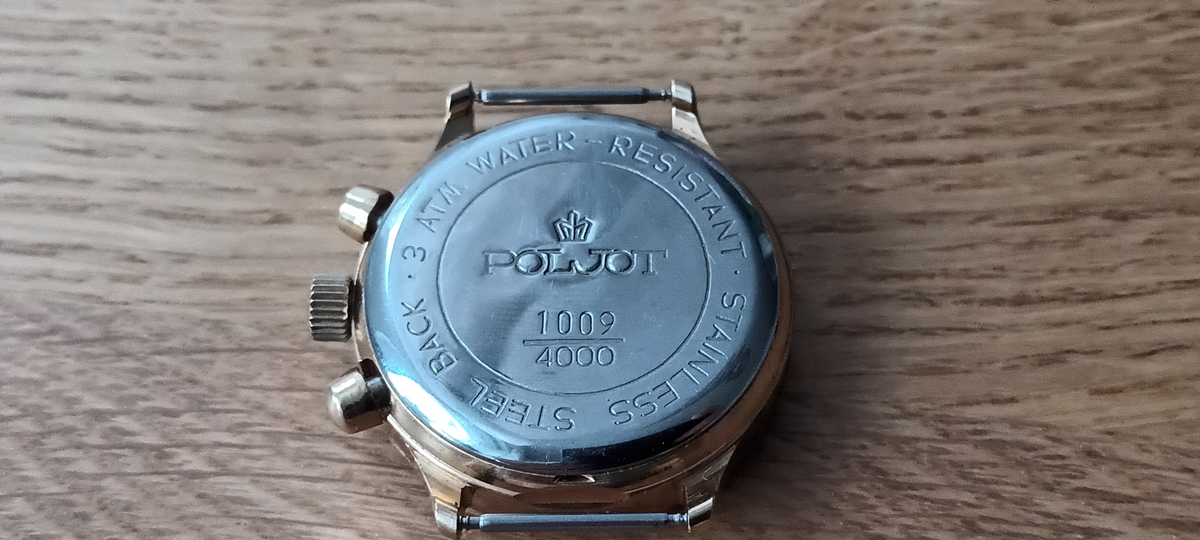 3 ATM WATER-RESISTANT · STAINLESS STEEL BACK ·
POLJOT
1009
4000